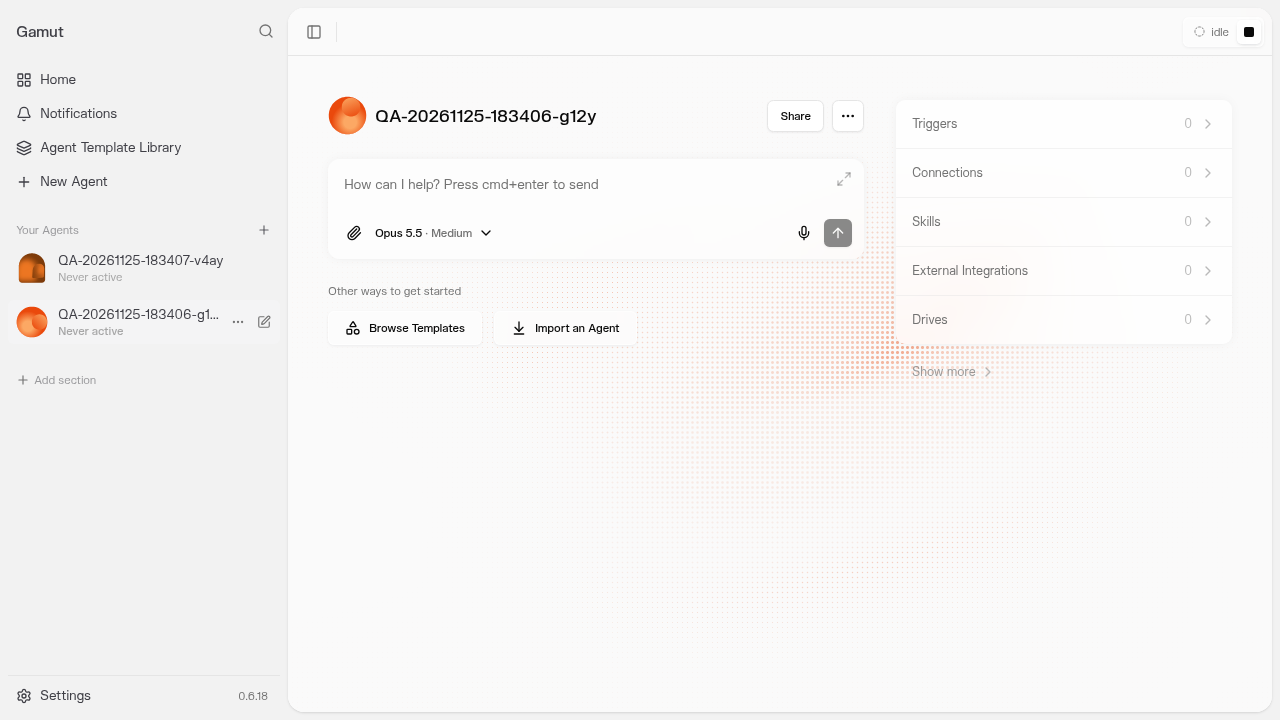 Gamut
Home
Notifications
Agent Template Library
New Agent
Your Agents
QA-20261125-183407-v4ay
Never active
QA-20261125-183406-g1...
Never active
Add section
Settings
0.6.18
idle
QA-20261125-183406-g12y
Share
How can I help? Press cmd+enter to send
Opus 5.5 · Medium
Other ways to get started
Browse Templates
Import an Agent
Triggers 0
Connections 0
Skills 0
External Integrations 0
Drives 0
Show more